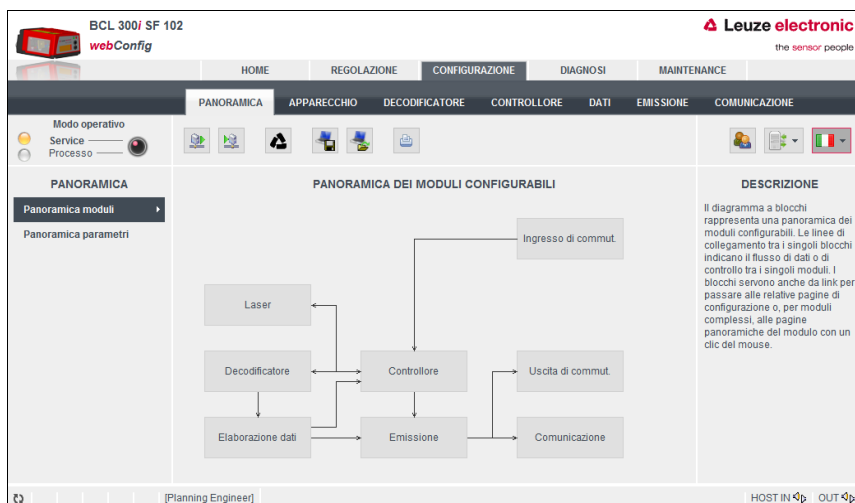 BCL 300i SF 102
webConfig
Leuze electronic
the sensor people
HOME
REGOLAZIONE
CONFIGURAZIONE
DIAGNOSI
MAINTENANCE
PANORAMICA
APPARECCHIO
DECODIFICATORE
CONTROLLORE
DATI
EMISSIONE
COMUNICAZIONE
Modo operativo
Service
Processo
PANORAMICA
Panoramica moduli
Panoramica parametri
PANORAMICA DEI MODULI CONFIGURABILI
Ingresso di commut.
Laser
Decodificatore
Controllore
Uscita di commut.
Elaborazione dati
Emissione
Comunicazione
DESCRIZIONE
Il diagramma a blocchi
rappresenta una panoramica dei
moduli configurabili. Le linee di
collegamento tra i singoli blocchi
indicano il flusso di dati o di
controllo tra i singoli moduli. I
blocchi servono anche da link per
passare alle relative pagine di
configurazione o, per moduli
complessi, alle pagine
panoramiche del modulo con un
clic del mouse.
[Planning Engineer]
HOST IN
OUT